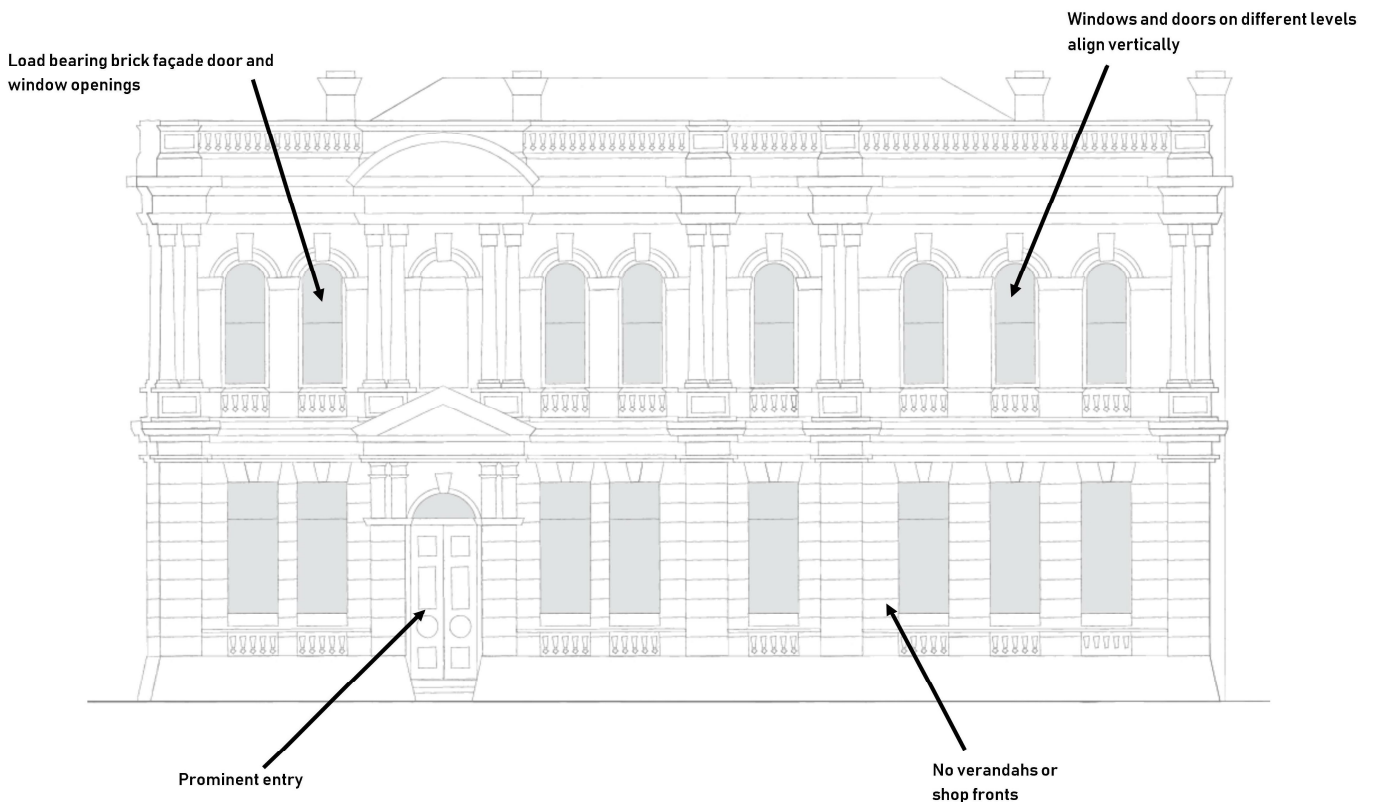 Windows and doors on different levels
align vertically
Load bearing brick façade door and
window openings
Prominent entry
No verandahs or
shop fronts